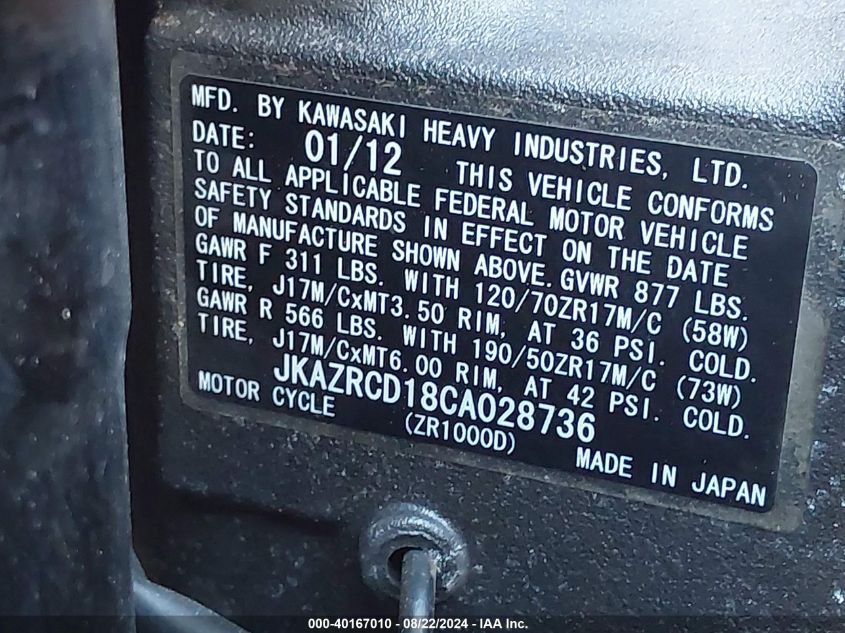 MFD. BY KAWASAKI HEAVY INDUSTRIES, LTD.
DATE: 01/12 THIS VEHICLE CONFORMS
TO ALL APPLICABLE FEDERAL MOTOR VEHICLE
SAFETY STANDARDS IN EFFECT ON THE DATE
OF MANUFACTURE SHOWN ABOVE. GVWR 877 LBS.
GAWR F 311 LBS. WITH 120/70ZR17M/C (58W)
TIRE, J17M/CxMT3.50 RIM, AT 36 PSI. COLD.
GAWR R 566 LBS. WITH 190/50ZR17M/C (73W)
TIRE, J17M/CxMT6.00 RIM, AT 42 PSI. COLD.
JKAZRCD18CA028736
MOTOR CYCLE (ZR1000D) MADE IN JAPAN
000-40167010 - 08/22/2024 - IAA Inc.